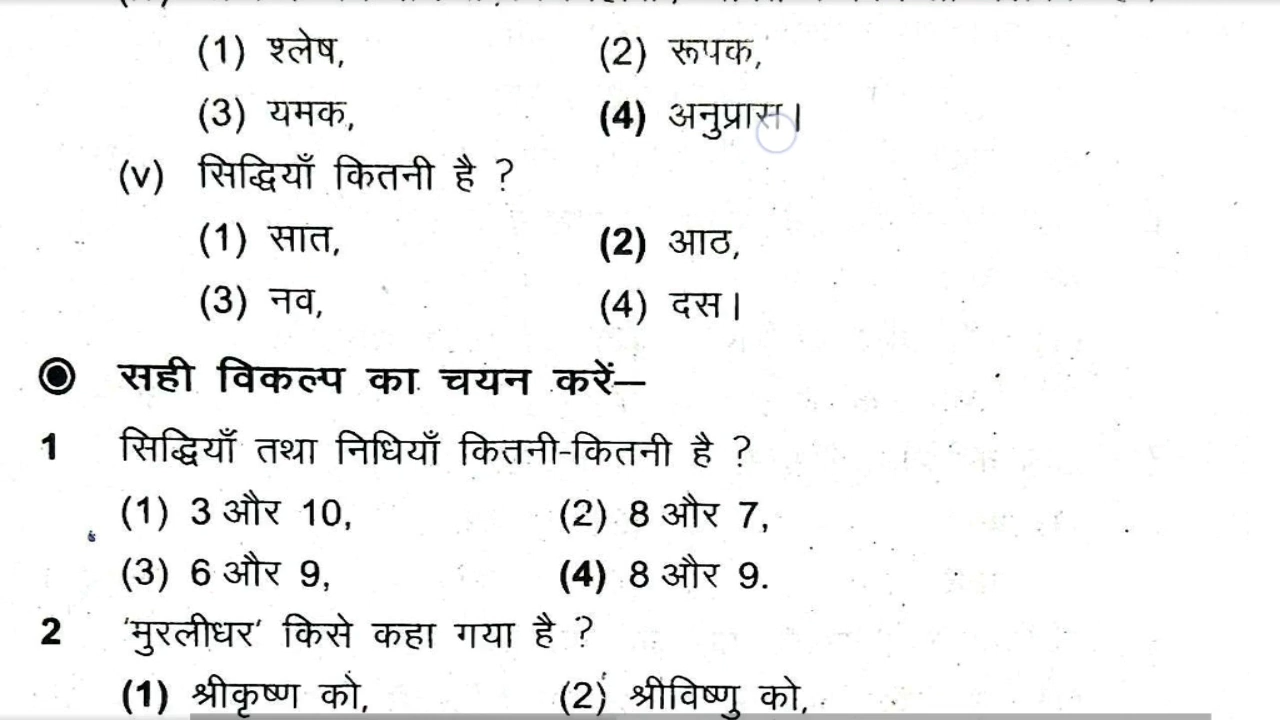 (1) श्लेष, (2) रूपक,
(3) यमक, (4) अनुप्रास।
(v) सिद्धियाँ कितनी है ?
(1) सात, (2) आठ,
(3) नव, (4) दस।
सही विकल्प का चयन करें–
1 सिद्धियाँ तथा निधियाँ कितनी-कितनी है ?
(1) 3 और 10, (2) 8 और 7,
(3) 6 और 9, (4) 8 और 9.
2 'मुरलीधर' किसे कहा गया है ?
(1) श्रीकृष्ण को, (2) श्रीविष्णु को,